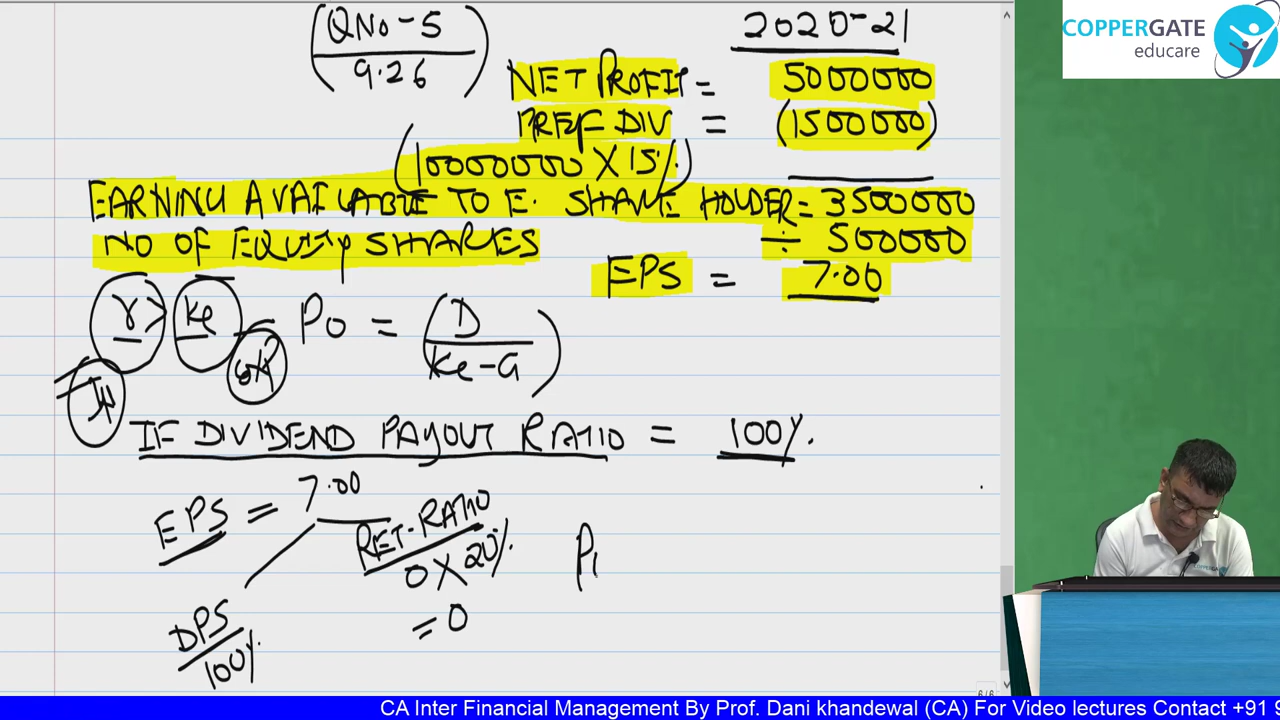 COPPERGATE
educare
QNo-5
9.26
2020-21
NET PROFIT = 5000000
PREF DIV = (1500000)
(10000000 X 15%)
EARNING AVAILABLE TO E. SHARE HOLDER = 3500000
NO OF EQUITY SHARES ÷ 500000
EPS = 7.00
r > ke P0 = (D / ke-G)
IF DIVIDEND PAYOUT RATIO = 100%.
EPS = 7.00
RET-RATIO
0 X 20%.
= 0
DPS
100%.
CA Inter Financial Management By Prof. Dani khandewal (CA) For Video lectures Contact +91 9